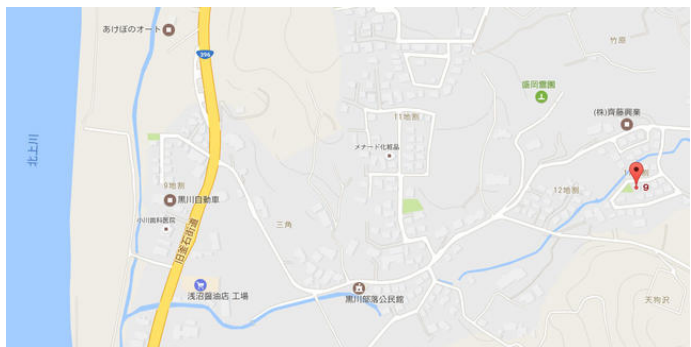 あけぼのオート
竹原
396
盛岡農園
(株)齊藤興業
11地割
北上川
メナード化粧品
9地割
12地割
黒川自動車
小川歯科医院
三角
旧釜石街道
浅沼醤油店 工場
黒川部落公民館
天狗沢